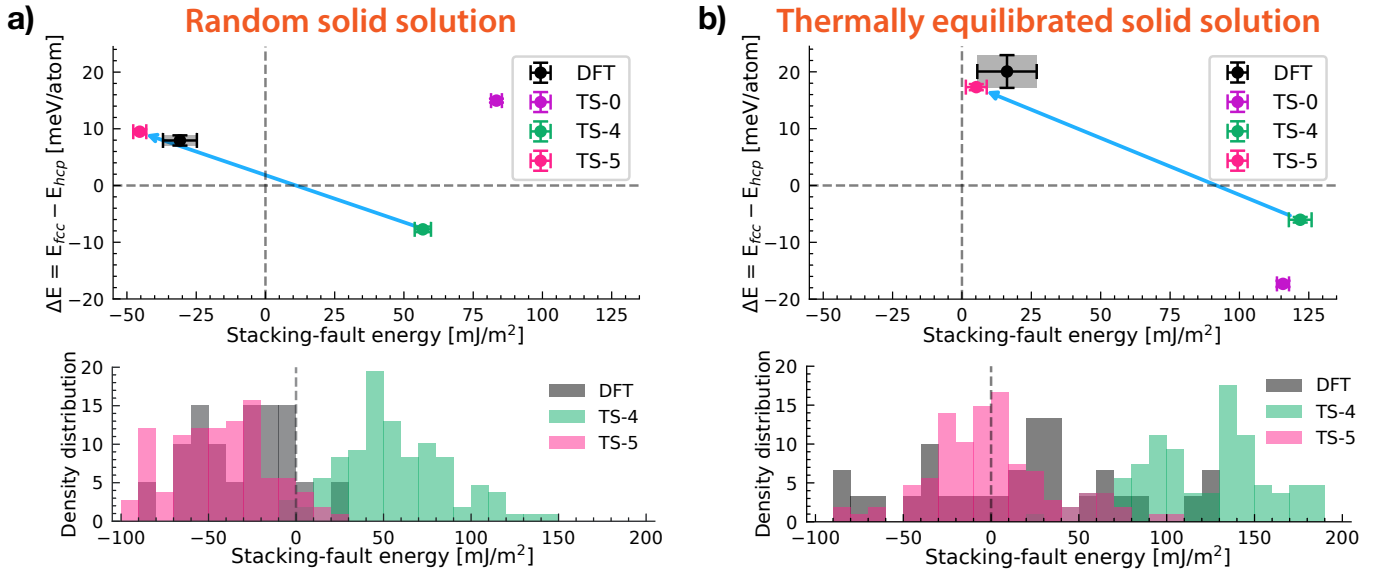 a)
Random solid solution
ΔE = E_fcc − E_hcp [meV/atom]
20
10
0
−10
−20
DFT
TS-0
TS-4
TS-5
−50 −25 0 25 50 75 100 125
Stacking-fault energy [mJ/m²]
Density distribution
20
15
10
5
0
DFT
TS-4
TS-5
-100 -50 0 50 100 150 200
Stacking-fault energy [mJ/m²]
b)
Thermally equilibrated solid solution
ΔE = E_fcc − E_hcp [meV/atom]
20
10
0
−10
−20
DFT
TS-0
TS-4
TS-5
−50 −25 0 25 50 75 100 125
Stacking-fault energy [mJ/m²]
Density distribution
20
15
10
5
0
DFT
TS-4
TS-5
-100 -50 0 50 100 150 200
Stacking-fault energy [mJ/m²]